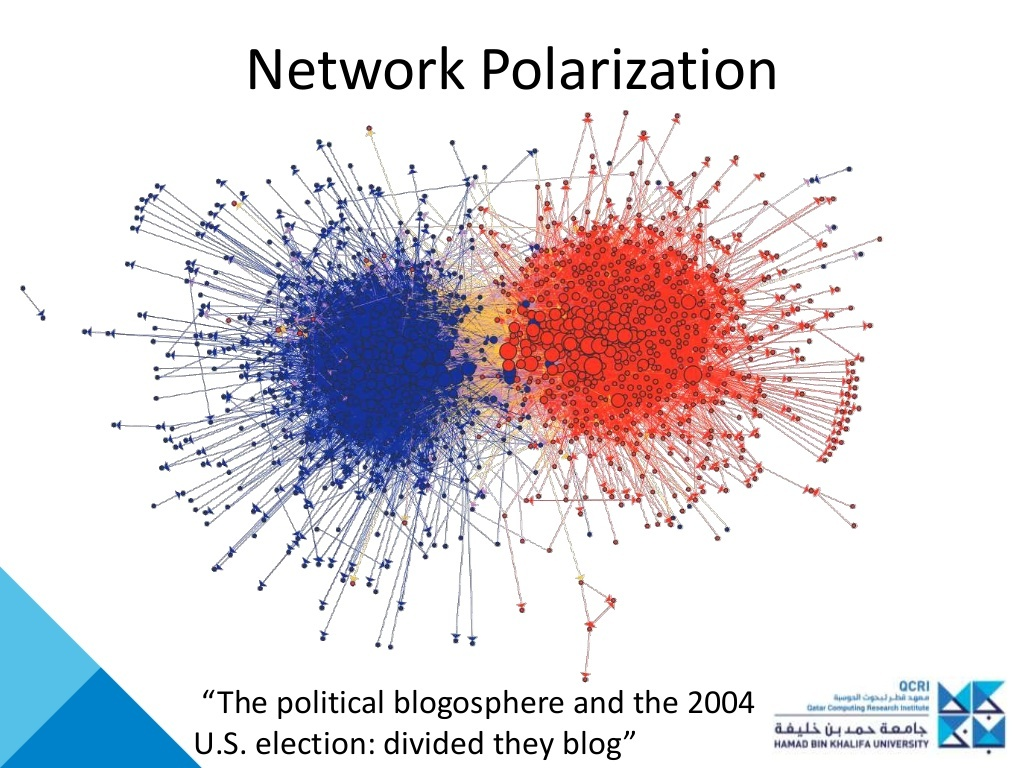 Network Polarization
“The political blogosphere and the 2004
U.S. election: divided they blog”
QCRI
معهد قطر لبحوث الحوسبة
Qatar Computing Research Institute
جامعة حمد بن خليفة
HAMAD BIN KHALIFA UNIVERSITY